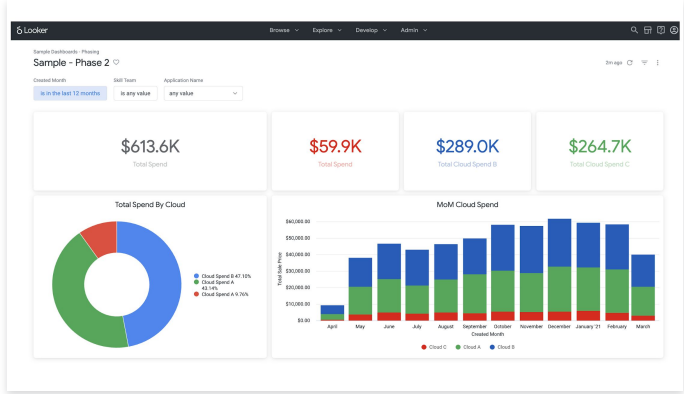 Looker
Browse Explore Develop Admin
Sample Dashboards - Phasing
Sample - Phase 2
2m ago
Created Month Skill Team Application Name
is in the last 12 months is any value any value
$613.6K
Total Spend
$59.9K
Total Spend
$289.0K
Total Cloud Spend B
$264.7K
Total Cloud Spend C
Total Spend By Cloud
Cloud Spend B 47.10%
Cloud Spend A
43.14%
Cloud Spend A 9.76%
MoM Cloud Spend
Total Sale Price
$60,000.00
$50,000.00
$40,000.00
$30,000.00
$20,000.00
$10,000.00
$0.00
April May June July August September October November December January '21 February March
Created Month
Cloud C Cloud A Cloud B